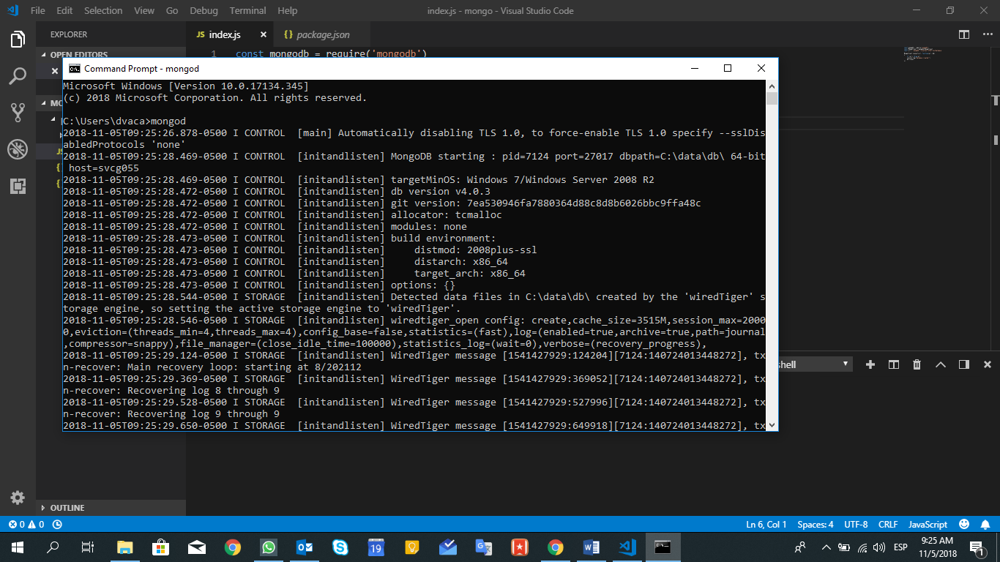 File Edit Selection View Go Debug Terminal Help
index.js - mongo - Visual Studio Code
EXPLORER
JS index.js
{} package.json
OPEN EDITORS
1 const mongodb = require('mongodb')
Command Prompt - mongod
Microsoft Windows [Version 10.0.17134.345]
(c) 2018 Microsoft Corporation. All rights reserved.
C:\Users\dvaca>mongod
2018-11-05T09:25:26.878-0500 I CONTROL  [main] Automatically disabling TLS 1.0, to force-enable TLS 1.0 specify --sslDis
abledProtocols 'none'
2018-11-05T09:25:28.469-0500 I CONTROL  [initandlisten] MongoDB starting : pid=7124 port=27017 dbpath=C:\data\db\ 64-bit
 host=svcg055
2018-11-05T09:25:28.469-0500 I CONTROL  [initandlisten] targetMinOS: Windows 7/Windows Server 2008 R2
2018-11-05T09:25:28.472-0500 I CONTROL  [initandlisten] db version v4.0.3
2018-11-05T09:25:28.472-0500 I CONTROL  [initandlisten] git version: 7ea530946fa7880364d88c8d8b6026bbc9ffa48c
2018-11-05T09:25:28.472-0500 I CONTROL  [initandlisten] allocator: tcmalloc
2018-11-05T09:25:28.472-0500 I CONTROL  [initandlisten] modules: none
2018-11-05T09:25:28.473-0500 I CONTROL  [initandlisten] build environment:
2018-11-05T09:25:28.473-0500 I CONTROL  [initandlisten]     distmod: 2008plus-ssl
2018-11-05T09:25:28.473-0500 I CONTROL  [initandlisten]     distarch: x86_64
2018-11-05T09:25:28.473-0500 I CONTROL  [initandlisten]     target_arch: x86_64
2018-11-05T09:25:28.473-0500 I CONTROL  [initandlisten] options: {}
2018-11-05T09:25:28.544-0500 I STORAGE  [initandlisten] Detected data files in C:\data\db\ created by the 'wiredTiger' s
torage engine, so setting the active storage engine to 'wiredTiger'.
2018-11-05T09:25:28.546-0500 I STORAGE  [initandlisten] wiredtiger_open config: create,cache_size=3515M,session_max=2000
0,eviction=(threads_min=4,threads_max=4),config_base=false,statistics=(fast),log=(enabled=true,archive=true,path=journal
,compressor=snappy),file_manager=(close_idle_time=100000),statistics_log=(wait=0),verbose=(recovery_progress),
2018-11-05T09:25:29.124-0500 I STORAGE  [initandlisten] WiredTiger message [1541427929:124204][7124:140724013448272], tx
n-recover: Main recovery loop: starting at 8/202112
2018-11-05T09:25:29.369-0500 I STORAGE  [initandlisten] WiredTiger message [1541427929:369052][7124:140724013448272], tx
n-recover: Recovering log 8 through 9
2018-11-05T09:25:29.528-0500 I STORAGE  [initandlisten] WiredTiger message [1541427929:527996][7124:140724013448272], tx
n-recover: Recovering log 9 through 9
2018-11-05T09:25:29.650-0500 I STORAGE  [initandlisten] WiredTiger message [1541427929:649918][7124:140724013448272], tx
MO
shell
OUTLINE
0 0
Ln 6, Col 1 Spaces: 4 UTF-8 CRLF JavaScript
19
ESP
9:25 AM
11/5/2018
1